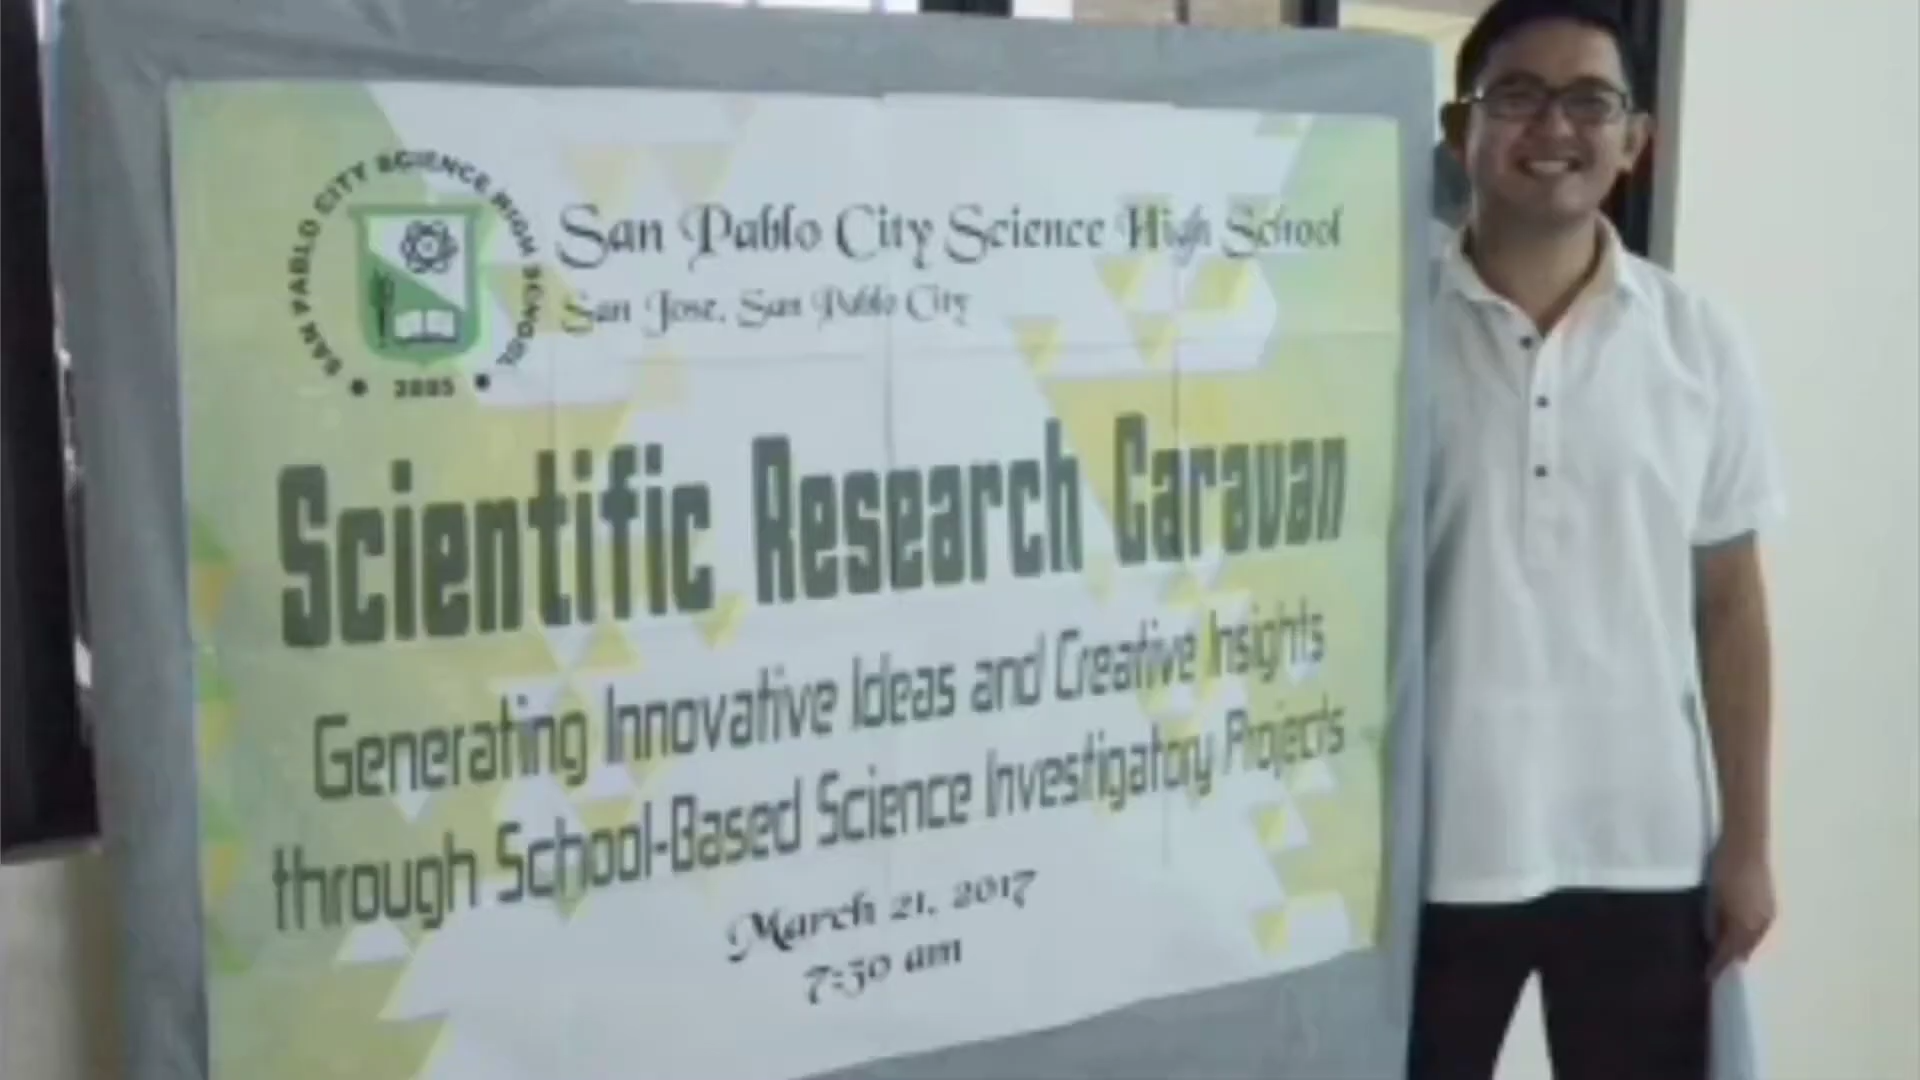 SAN PABLO CITY SCIENCE HIGH SCHOOL
2005
San Pablo City Science High School
San Jose, San Pablo City
Scientific Research Caravan
Generating Innovative Ideas and Creative Insights
through School-Based Science Investigatory Projects
March 21, 2017
7:30 am